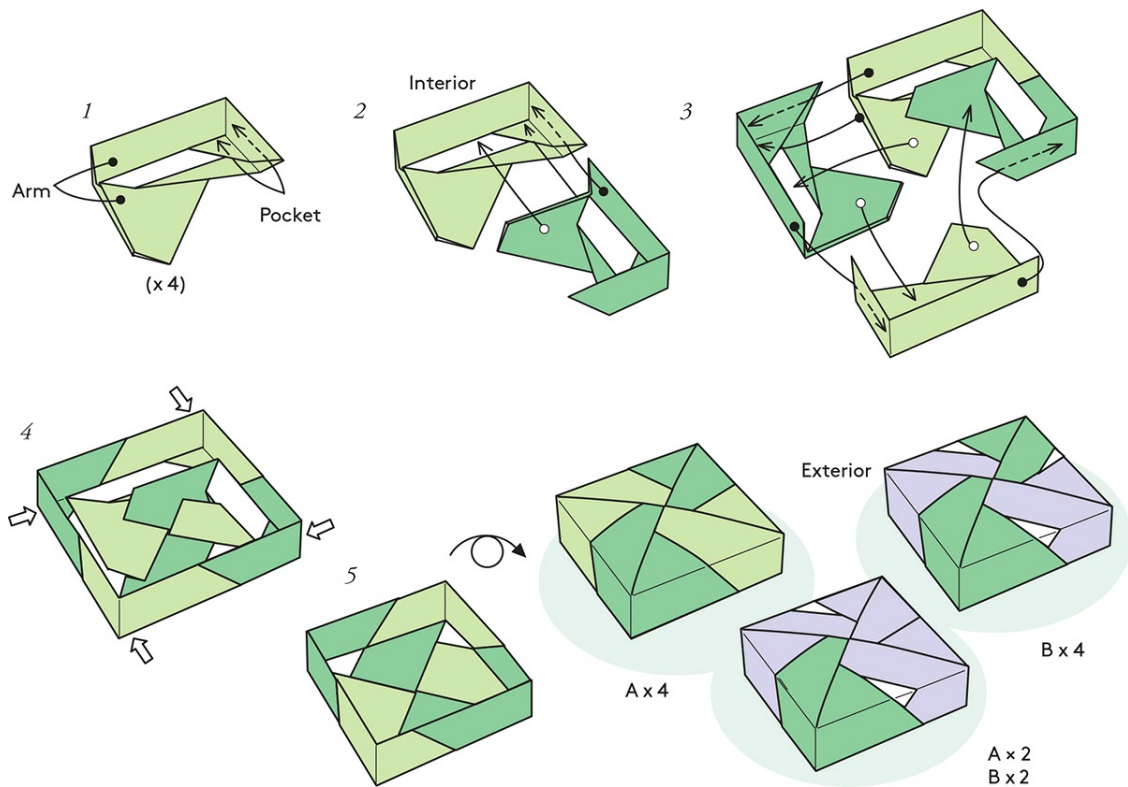 1
Arm
Pocket
(x 4)
2
Interior
3
4
5
A x 4
Exterior
B x 4
A × 2
B x 2